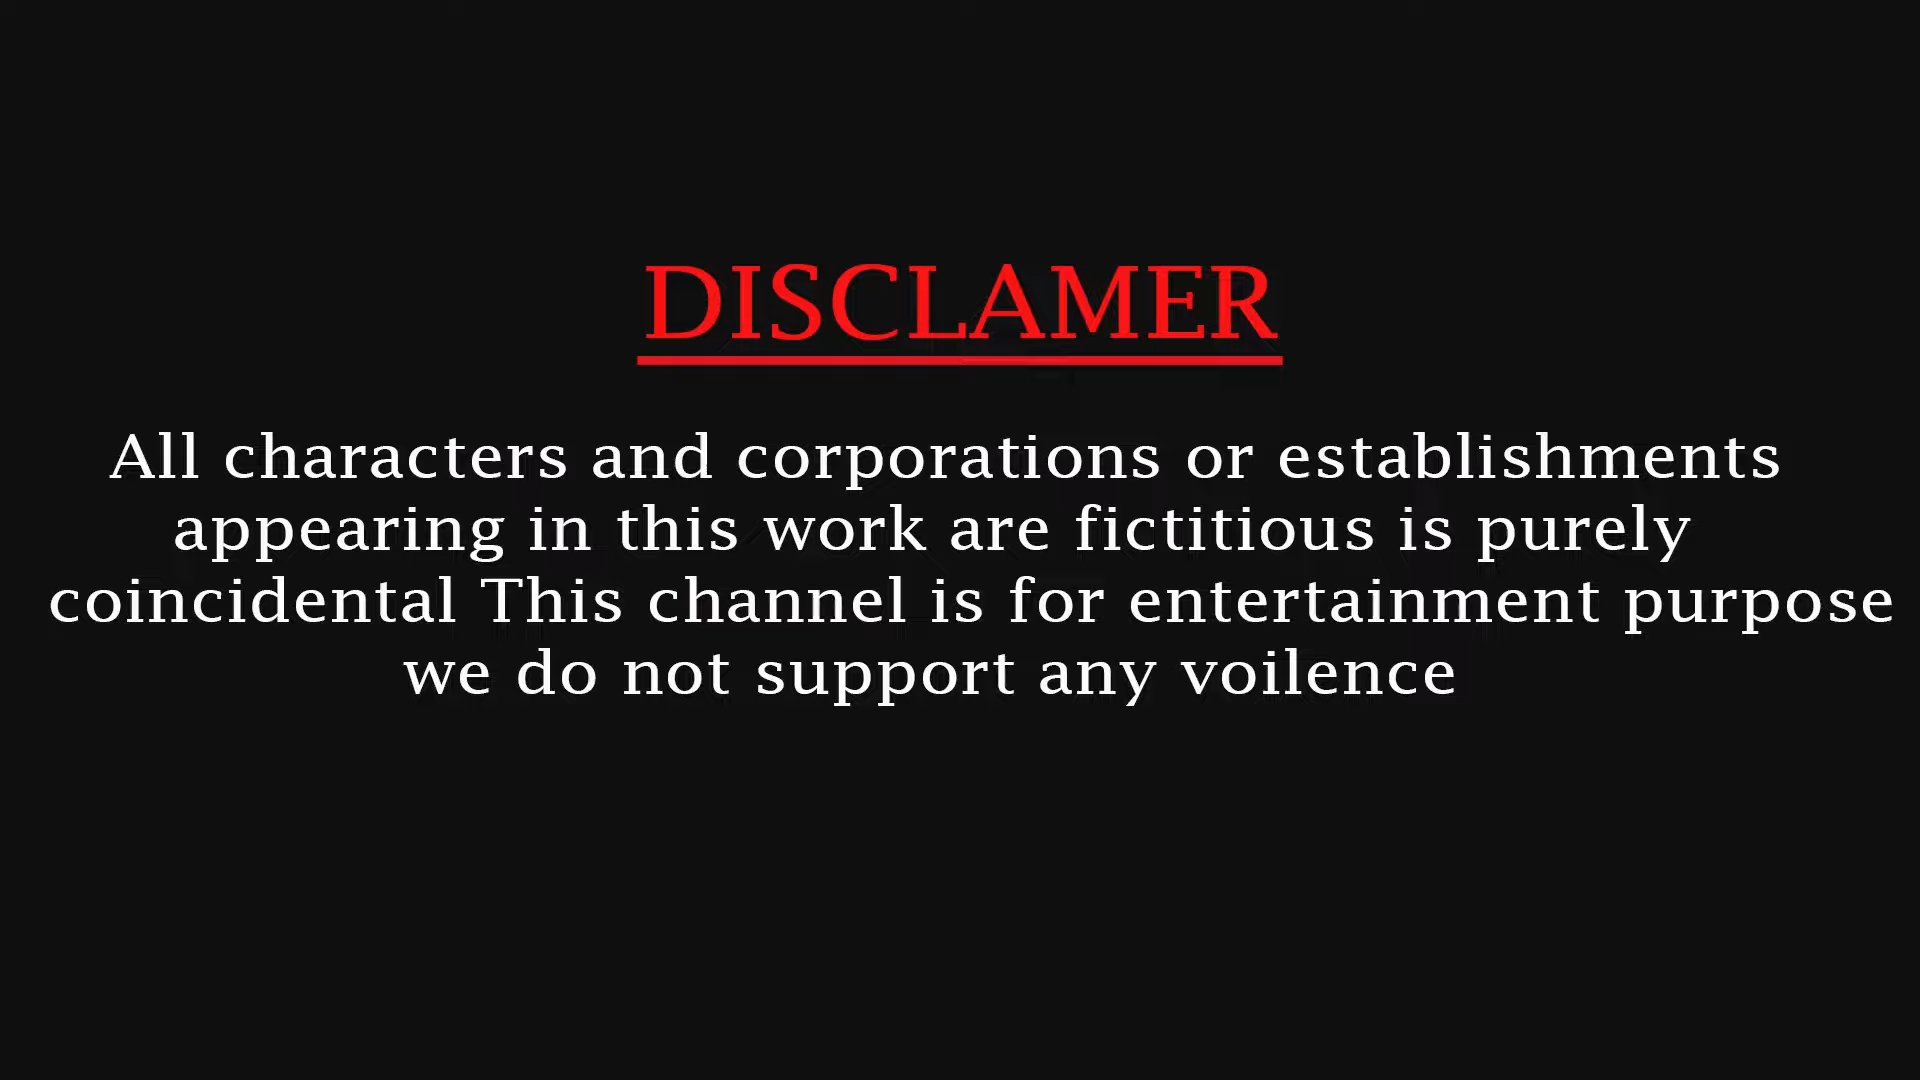 DISCLAMER
All characters and corporations or establishments
appearing in this work are fictitious is purely
coincidental This channel is for entertainment purpose
we do not support any voilence